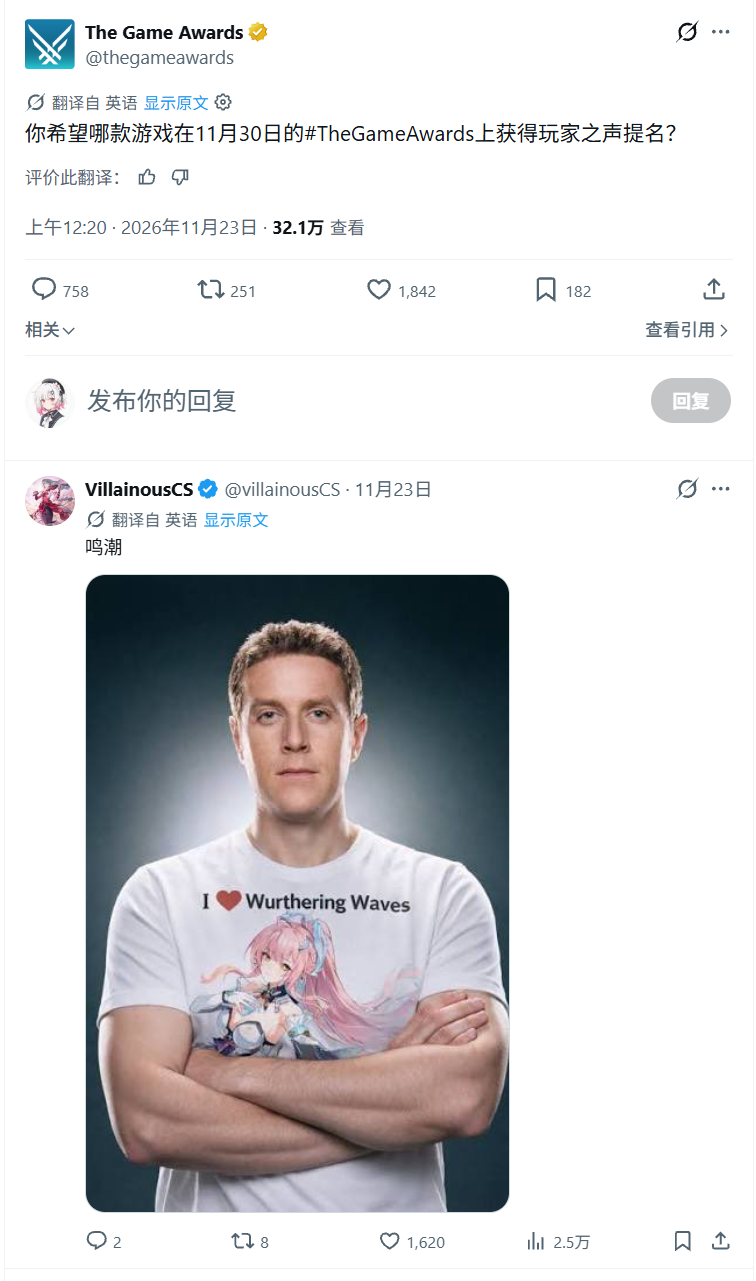 The Game Awards
@thegameawards
翻译自 英语 显示原文
你希望哪款游戏在11月30日的#TheGameAwards上获得玩家之声提名？
评价此翻译：
上午12:20 · 2026年11月23日 · 32.1万 查看
758 251 1,842 182
相关 查看引用
发布你的回复 回复
VillainousCS @villainousCS · 11月23日
翻译自 英语 显示原文
鸣潮
I ❤ Wuthering Waves
2 8 1,620 2.5万